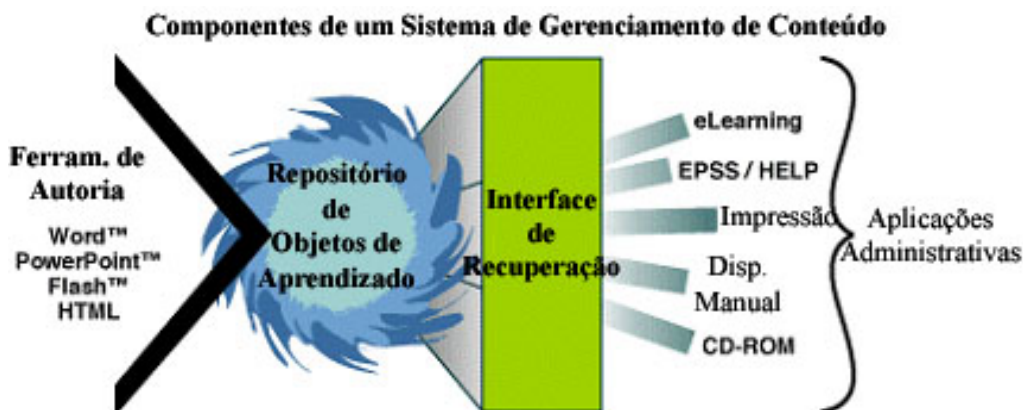 Componentes de um Sistema de Gerenciamento de Conteúdo
Ferram. de
Autoria
Word™
PowerPoint™
Flash™
HTML
Repositório
de
Objetos de
Aprendizado
Interface
de
Recuperação
eLearning
EPSS / HELP
Impressão
Disp.
Manual
CD-ROM
Aplicações
Administrativas